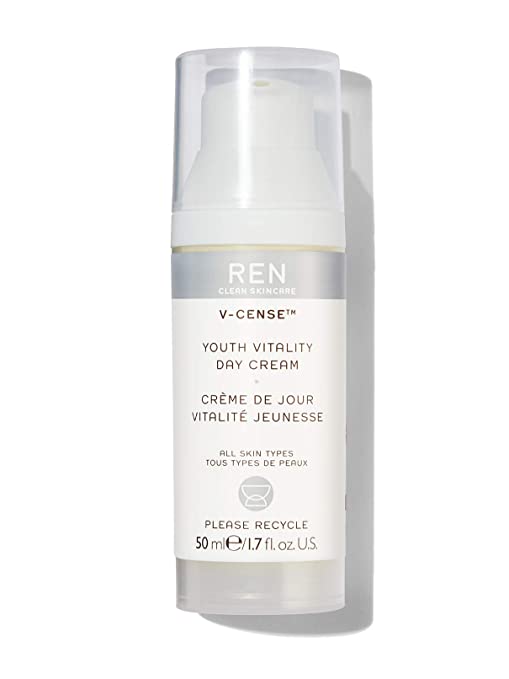 REN
CLEAN SKINCARE
V-CENSE™
YOUTH VITALITY
DAY CREAM
CRÈME DE JOUR
VITALITÉ JEUNESSE
ALL SKIN TYPES
TOUS TYPES DE PEAUX
PLEASE RECYCLE
50 ml℮/1.7 fl. oz. U.S.